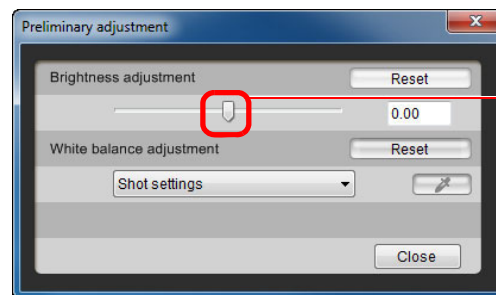 Preliminary adjustment
Brightness adjustment
Reset
0.00
White balance adjustment
Reset
Shot settings
Close